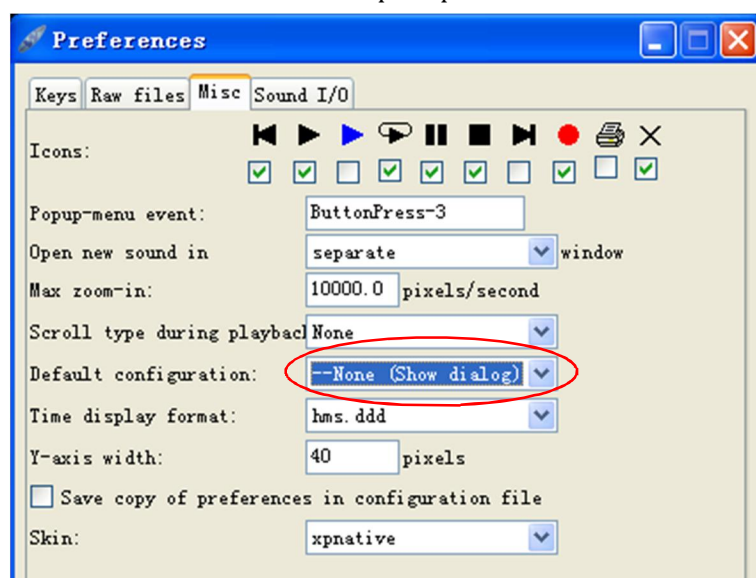 Preferences
Keys Raw files Misc Sound I/O
Icons:
Popup-menu event: ButtonPress-3
Open new sound in separate window
Max zoom-in: 10000.0 pixels/second
Scroll type during playbac None
Default configuration: --None (Show dialog)
Time display format: hms.ddd
Y-axis width: 40 pixels
Save copy of preferences in configuration file
Skin: xpnative